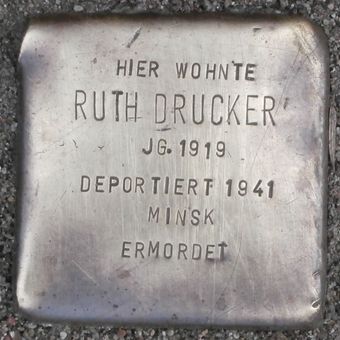 HIER WOHNTE
RUTH DRUCKER
JG. 1919
DEPORTIERT 1941
MINSK
ERMORDET